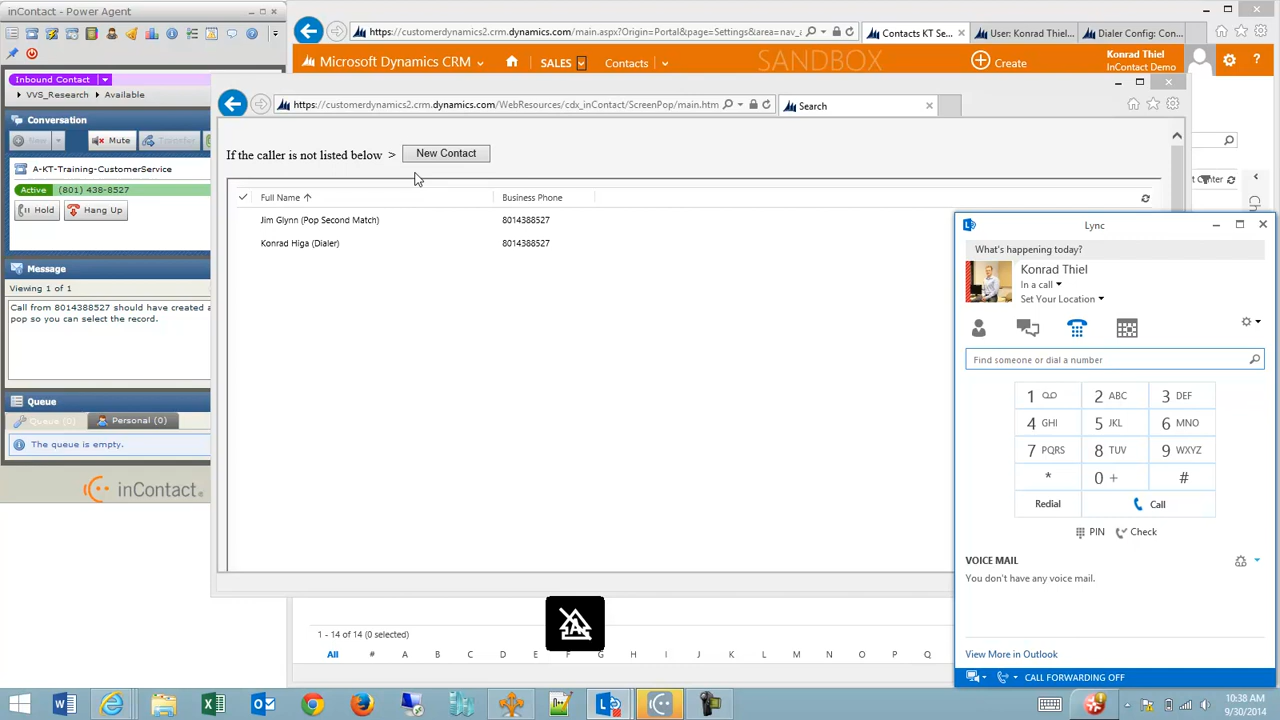 inContact - Power Agent
Inbound Contact
VVS_Research
Available
Conversation
New
Mute
Transfer
A-KT-Training-CustomerService
Active
(801) 438-8527
Hold
Hang Up
Message
Viewing 1 of 1
Call from 8014388527 should have created a
pop so you can select the record.
Queue
Queue (0)
Personal (0)
The queue is empty.
inContact
https://customerdynamics2.crm.dynamics.com/main.aspx?Origin=Portal&page=Settings&area=nav_a
Contacts KT Se...
User: Konrad Thiel...
Dialer Config: Con...
Microsoft Dynamics CRM
SALES
Contacts
SANDBOX
Create
Konrad Thiel
InContact Demo
https://customerdynamics2.crm.dynamics.com/WebResources/cdx_inContact/ScreenPop/main.htm
Search
If the caller is not listed below >
New Contact
Full Name
Business Phone
Jim Glynn (Pop Second Match)
8014388527
Konrad Higa (Dialer)
8014388527
1 - 14 of 14 (0 selected)
All # A B C D E F G H I J K L M N O P Q
Lync
What's happening today?
Konrad Thiel
In a call
Set Your Location
Find someone or dial a number
1
2 ABC
3 DEF
4 GHI
5 JKL
6 MNO
7 PQRS
8 TUV
9 WXYZ
*
0 +
#
Redial
Call
PIN
Check
VOICE MAIL
You don't have any voice mail.
View More in Outlook
CALL FORWARDING OFF
10:38 AM
9/30/2014